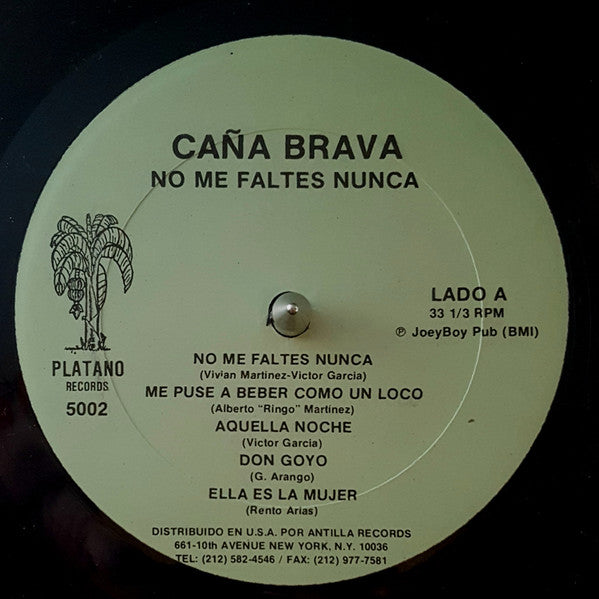 CAÑA BRAVA
NO ME FALTES NUNCA
PLATANO
RECORDS
5002
LADO A
33 1/3 RPM
℗ JoeyBoy Pub (BMI)
NO ME FALTES NUNCA
(Vivian Martinez-Victor Garcia)
ME PUSE A BEBER COMO UN LOCO
(Alberto "Ringo" Martínez)
AQUELLA NOCHE
(Victor Garcia)
DON GOYO
(G. Arango)
ELLA ES LA MUJER
(Rento Arias)
DISTRIBUIDO EN U.S.A. POR ANTILLA RECORDS
661-10th AVENUE NEW YORK, N.Y. 10036
TEL: (212) 582-4546 / FAX: (212) 977-7581